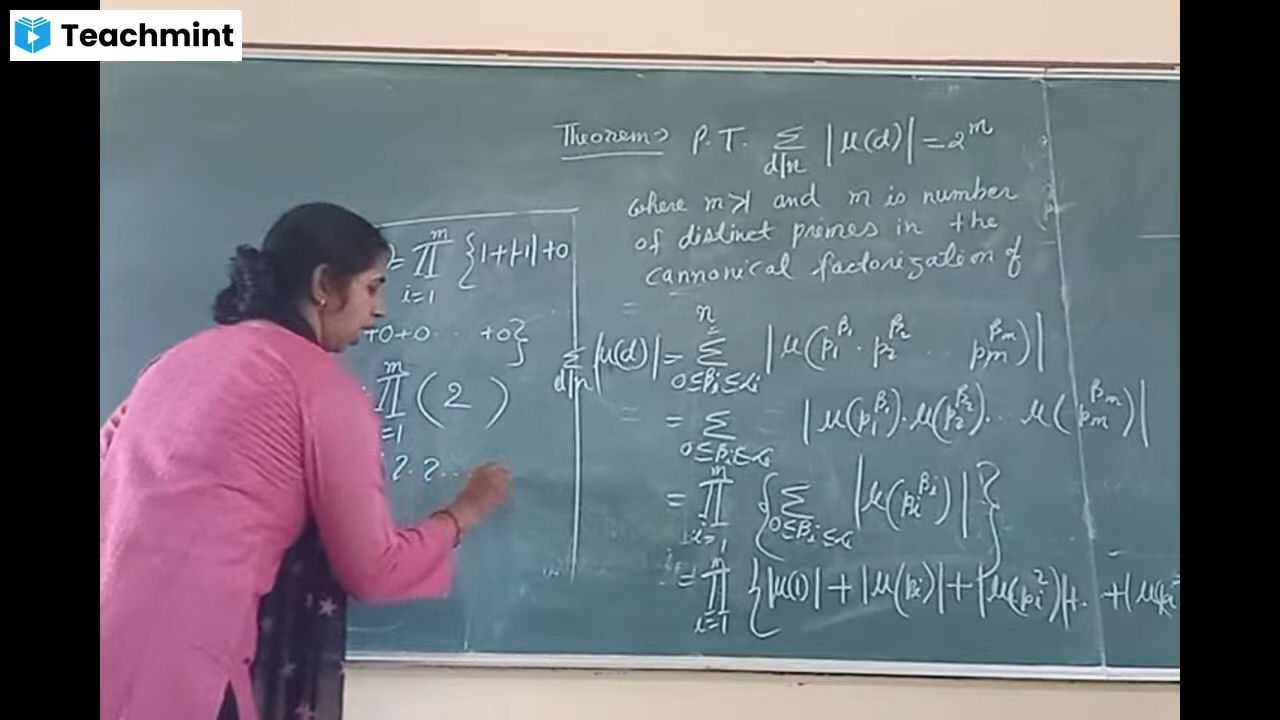 Teachmint
Theorem⇒ P.T. Σ |μ(d)| = 2^m
d|n
where m>1 and m is number
of distinct primes in the
cannonical factorization of
n
Σ |μ(d)| = Σ |μ(p₁^β₁ · p₂^β₂ .. pₘ^βₘ)|
d|n 0≤βᵢ≤αᵢ
= Σ |μ(p₁^β₁)·μ(p₂^β₂)... μ(pₘ^βₘ)|
0≤βᵢ≤αᵢ
m
= Π { Σ |μ(pᵢ^βᵢ)| }
i=1 0≤βᵢ≤αᵢ
m
= Π { |μ(1)| + |μ(pᵢ)| + |μ(pᵢ²)| + . . + |μ(pᵢ
i=1
m
= Π { |1| + |-1| + 0
i=1
+0+0 ... +0}
m
Π (2)
=1
2·2..